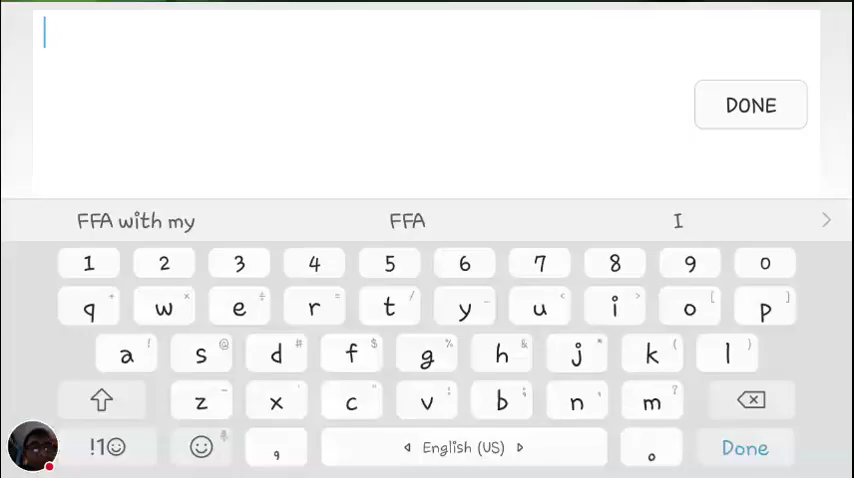 DONE
FFA with my FFA I >
1 2 3 4 5 6 7 8 9 0
q + w × e ÷ r = t / y _ u < i > o [ p ]
a ! s @ d # f $ g % h & j * k ( l )
z - x ' c " v : b ; n , m ?
!1☺ , English (US) . Done